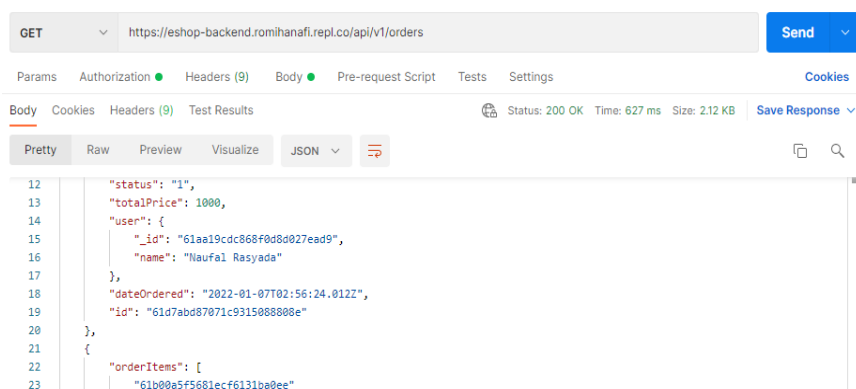 GET https://eshop-backend.romihanafi.repl.co/api/v1/orders Send
Params Authorization Headers (9) Body Pre-request Script Tests Settings Cookies
Body Cookies Headers (9) Test Results Status: 200 OK Time: 627 ms Size: 2.12 KB Save Response
Pretty Raw Preview Visualize JSON
12 "status": "1",
13 "totalPrice": 1000,
14 "user": {
15 "_id": "61aa19cdc868f0d8d027ead9",
16 "name": "Naufal Rasyada"
17 },
18 "dateOrdered": "2022-01-07T02:56:24.012Z",
19 "id": "61d7abd87071c9315088808e"
20 },
21 {
22 "orderItems": [
23 "61b00a5f5681ecf6131ba0ee"